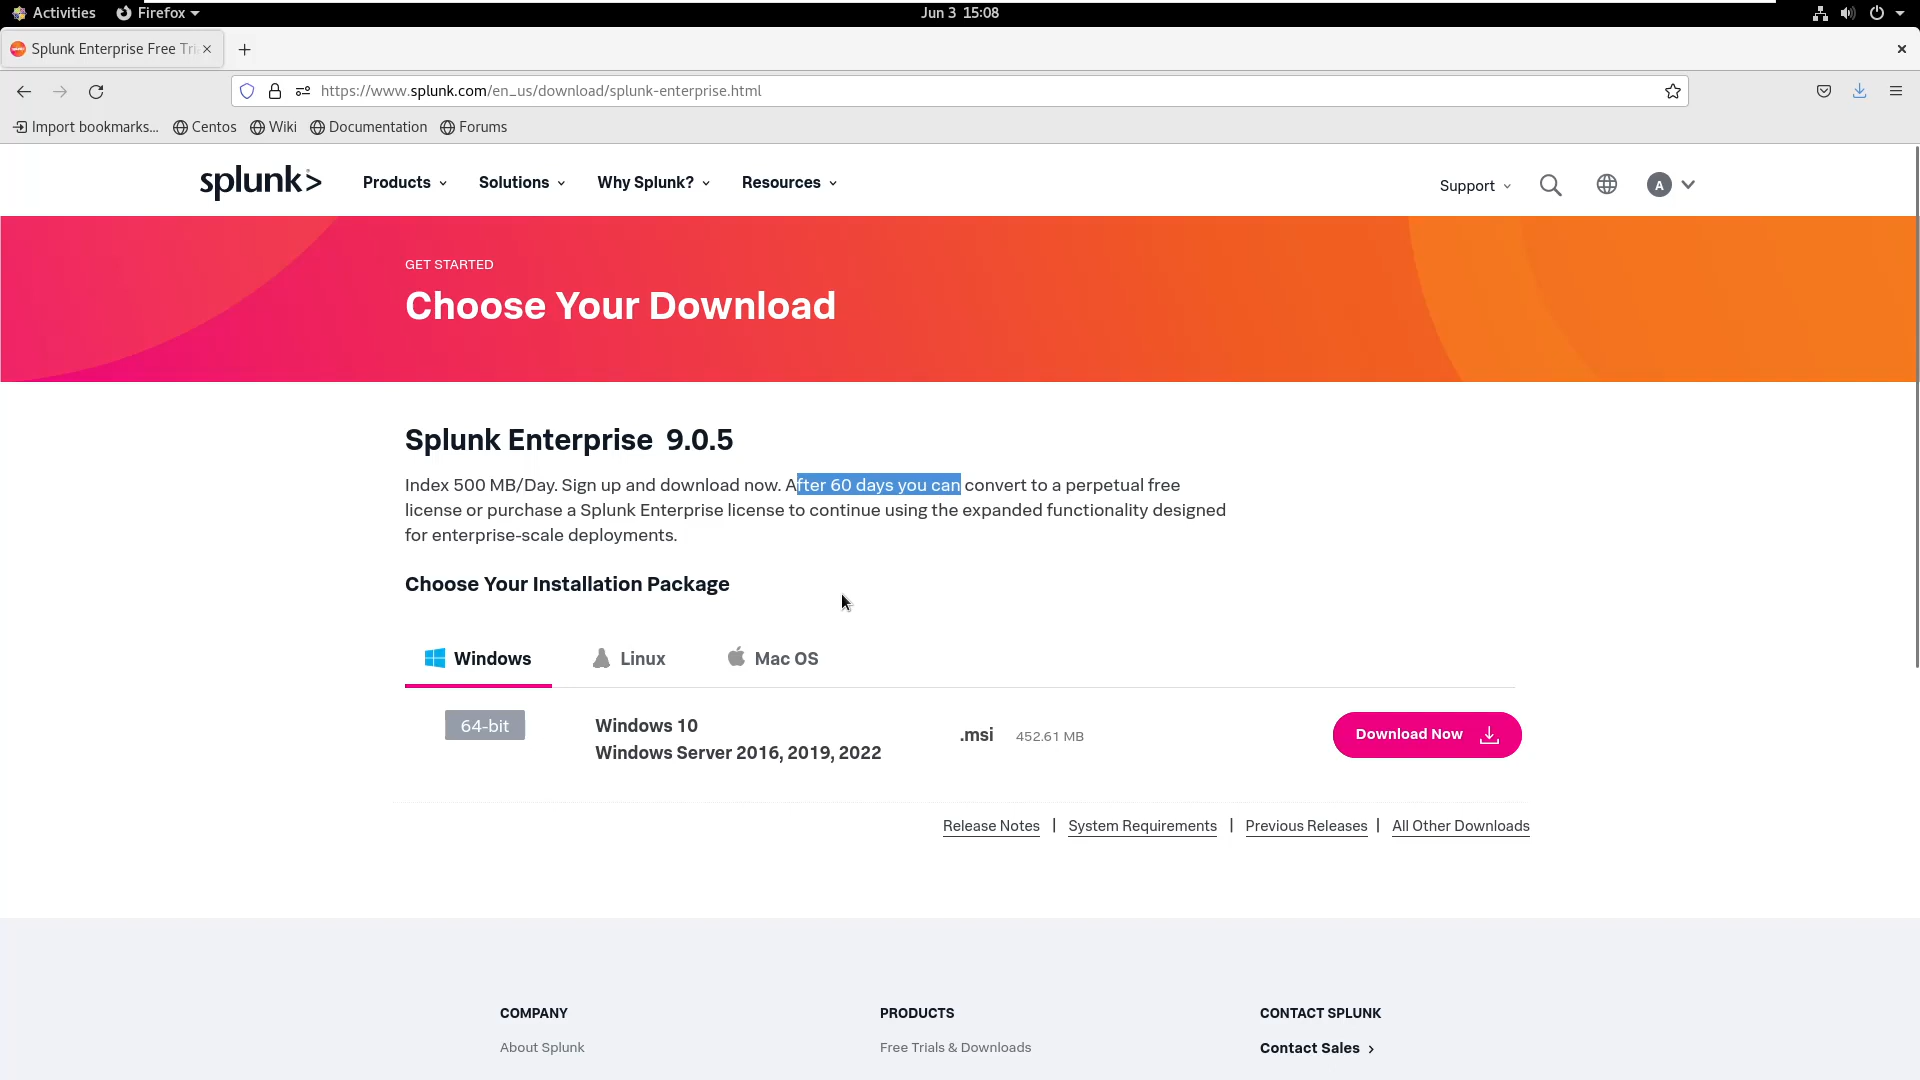 Activities Firefox Jun 3 15:08
Splunk Enterprise Free Tri
https://www.splunk.com/en_us/download/splunk-enterprise.html
Import bookmarks... Centos Wiki Documentation Forums
splunk> Products Solutions Why Splunk? Resources Support A
GET STARTED
Choose Your Download
Splunk Enterprise 9.0.5
Index 500 MB/Day. Sign up and download now. After 60 days you can convert to a perpetual free
license or purchase a Splunk Enterprise license to continue using the expanded functionality designed
for enterprise-scale deployments.
Choose Your Installation Package
Windows Linux Mac OS
64-bit Windows 10 .msi 452.61 MB Download Now
Windows Server 2016, 2019, 2022
Release Notes | System Requirements | Previous Releases | All Other Downloads
COMPANY PRODUCTS CONTACT SPLUNK
About Splunk Free Trials & Downloads Contact Sales >